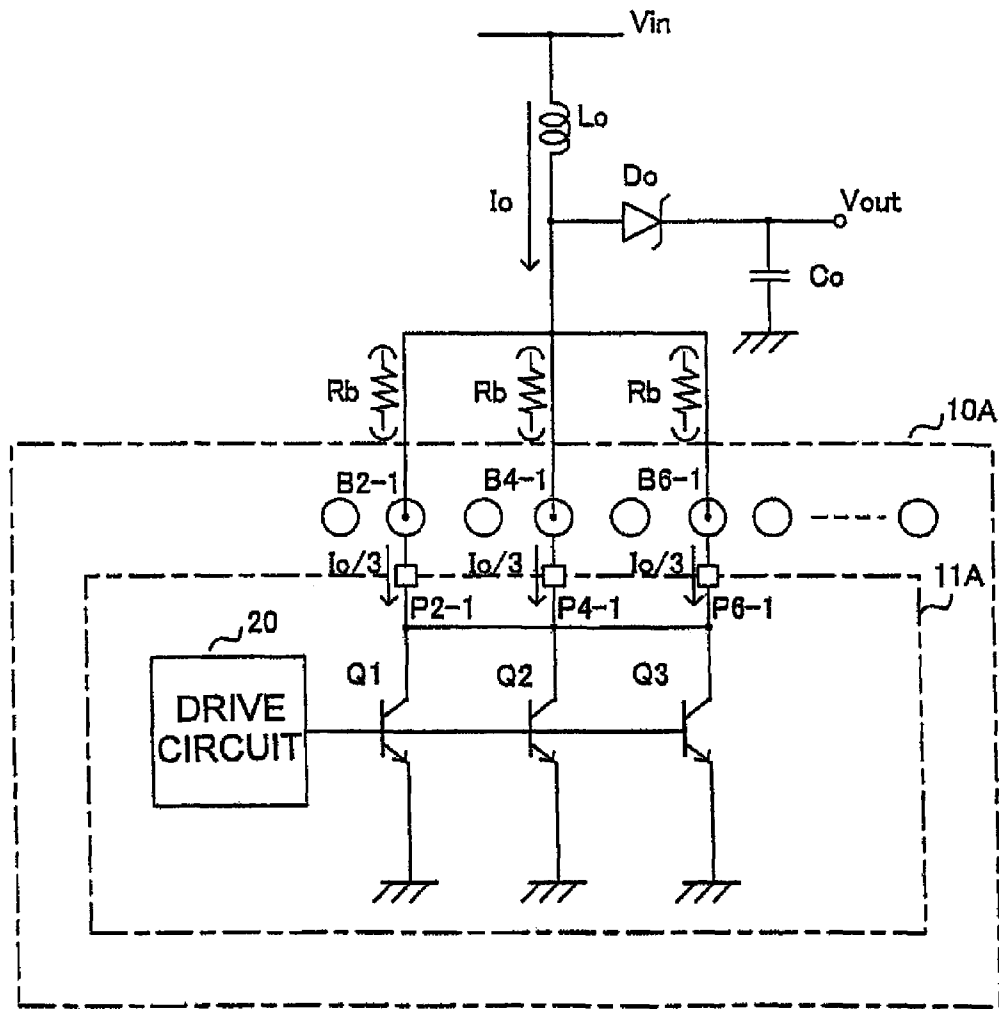 Vin
Lo
Do
Io
Vout
Co
Rb
Rb
Rb
10A
B2-1
B4-1
B6-1
Io/3
Io/3
Io/3
11A
P2-1
P4-1
P6-1
20
Q1
Q2
Q3
DRIVE
CIRCUIT